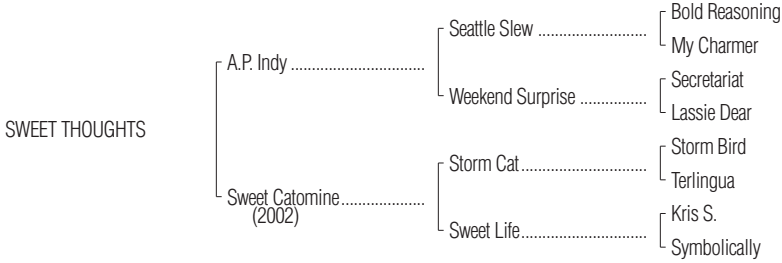 Bold Reasoning
Seattle Slew ..........................
My Charmer
A.P. Indy ................................
Secretariat
Weekend Surprise ................
Lassie Dear
SWEET THOUGHTS
Storm Bird
Storm Cat..............................
Terlingua
Sweet Catomine....................
(2002)
Kris S.
Sweet Life..............................
Symbolically